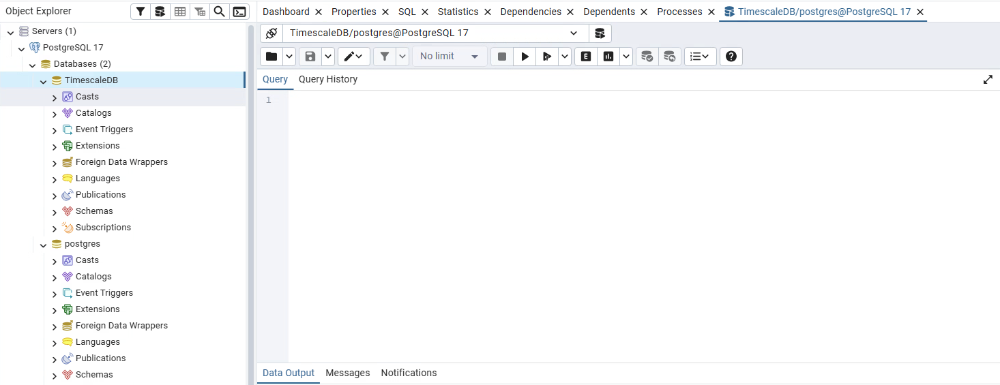 Object Explorer
Dashboard Properties SQL Statistics Dependencies Dependents Processes TimescaleDB/postgres@PostgreSQL 17
Servers (1)
PostgreSQL 17
Databases (2)
TimescaleDB
Casts
Catalogs
Event Triggers
Extensions
Foreign Data Wrappers
Languages
Publications
Schemas
Subscriptions
postgres
Casts
Catalogs
Event Triggers
Extensions
Foreign Data Wrappers
Languages
Publications
Schemas
TimescaleDB/postgres@PostgreSQL 17
No limit
E
Query Query History
1
Data Output Messages Notifications